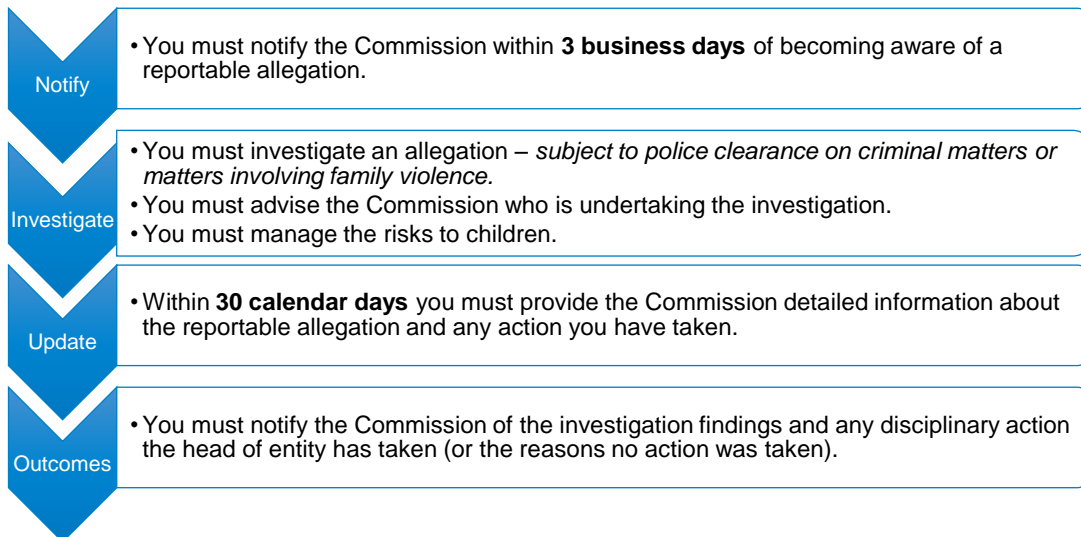 Notify
• You must notify the Commission within 3 business days of becoming aware of a
reportable allegation.
Investigate
• You must investigate an allegation – subject to police clearance on criminal matters or
matters involving family violence.
• You must advise the Commission who is undertaking the investigation.
• You must manage the risks to children.
Update
• Within 30 calendar days you must provide the Commission detailed information about
the reportable allegation and any action you have taken.
Outcomes
• You must notify the Commission of the investigation findings and any disciplinary action
the head of entity has taken (or the reasons no action was taken).